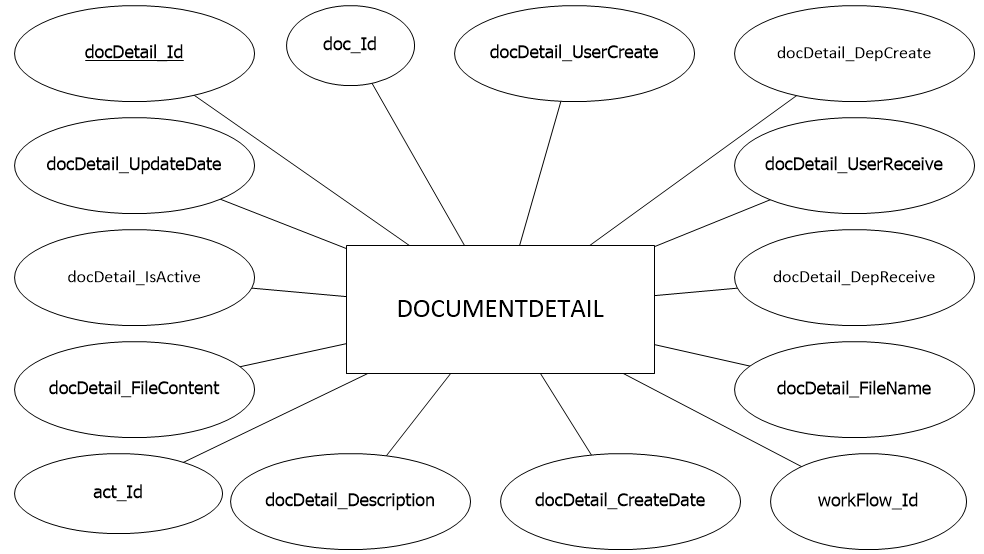 docDetail_Id
doc_Id
docDetail_UserCreate
docDetail_DepCreate
docDetail_UpdateDate
docDetail_UserReceive
docDetail_IsActive
docDetail_DepReceive
DOCUMENTDETAIL
docDetail_FileContent
docDetail_FileName
act_Id
docDetail_Description
docDetail_CreateDate
workFlow_Id